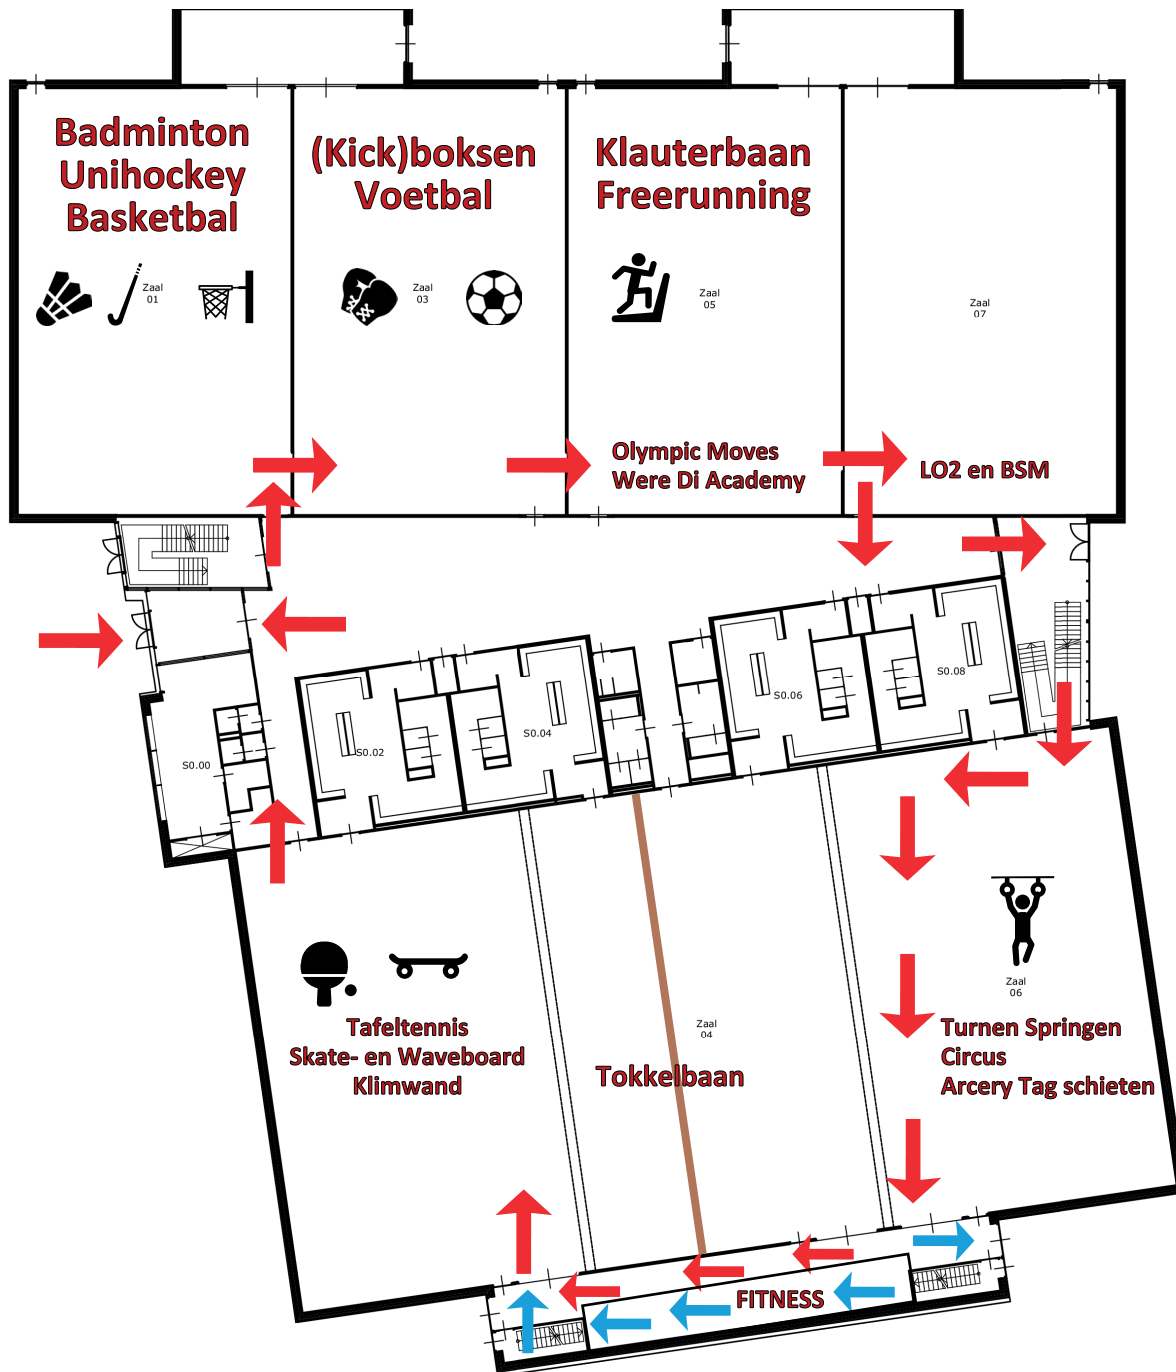 Badminton
Unihockey
Basketbal
Zaal
01
(Kick)boksen
Voetbal
Zaal
03
Klauterbaan
Freerunning
Zaal
05
Olympic Moves
Were Di Academy
Zaal
07
LO2 en BSM
S0.00
S0.02
S0.04
S0.06
S0.08
Tafeltennis
Skate- en Waveboard
Klimwand
Zaal
04
Tokkelbaan
Zaal
06
Turnen Springen
Circus
Arcery Tag schieten
FITNESS